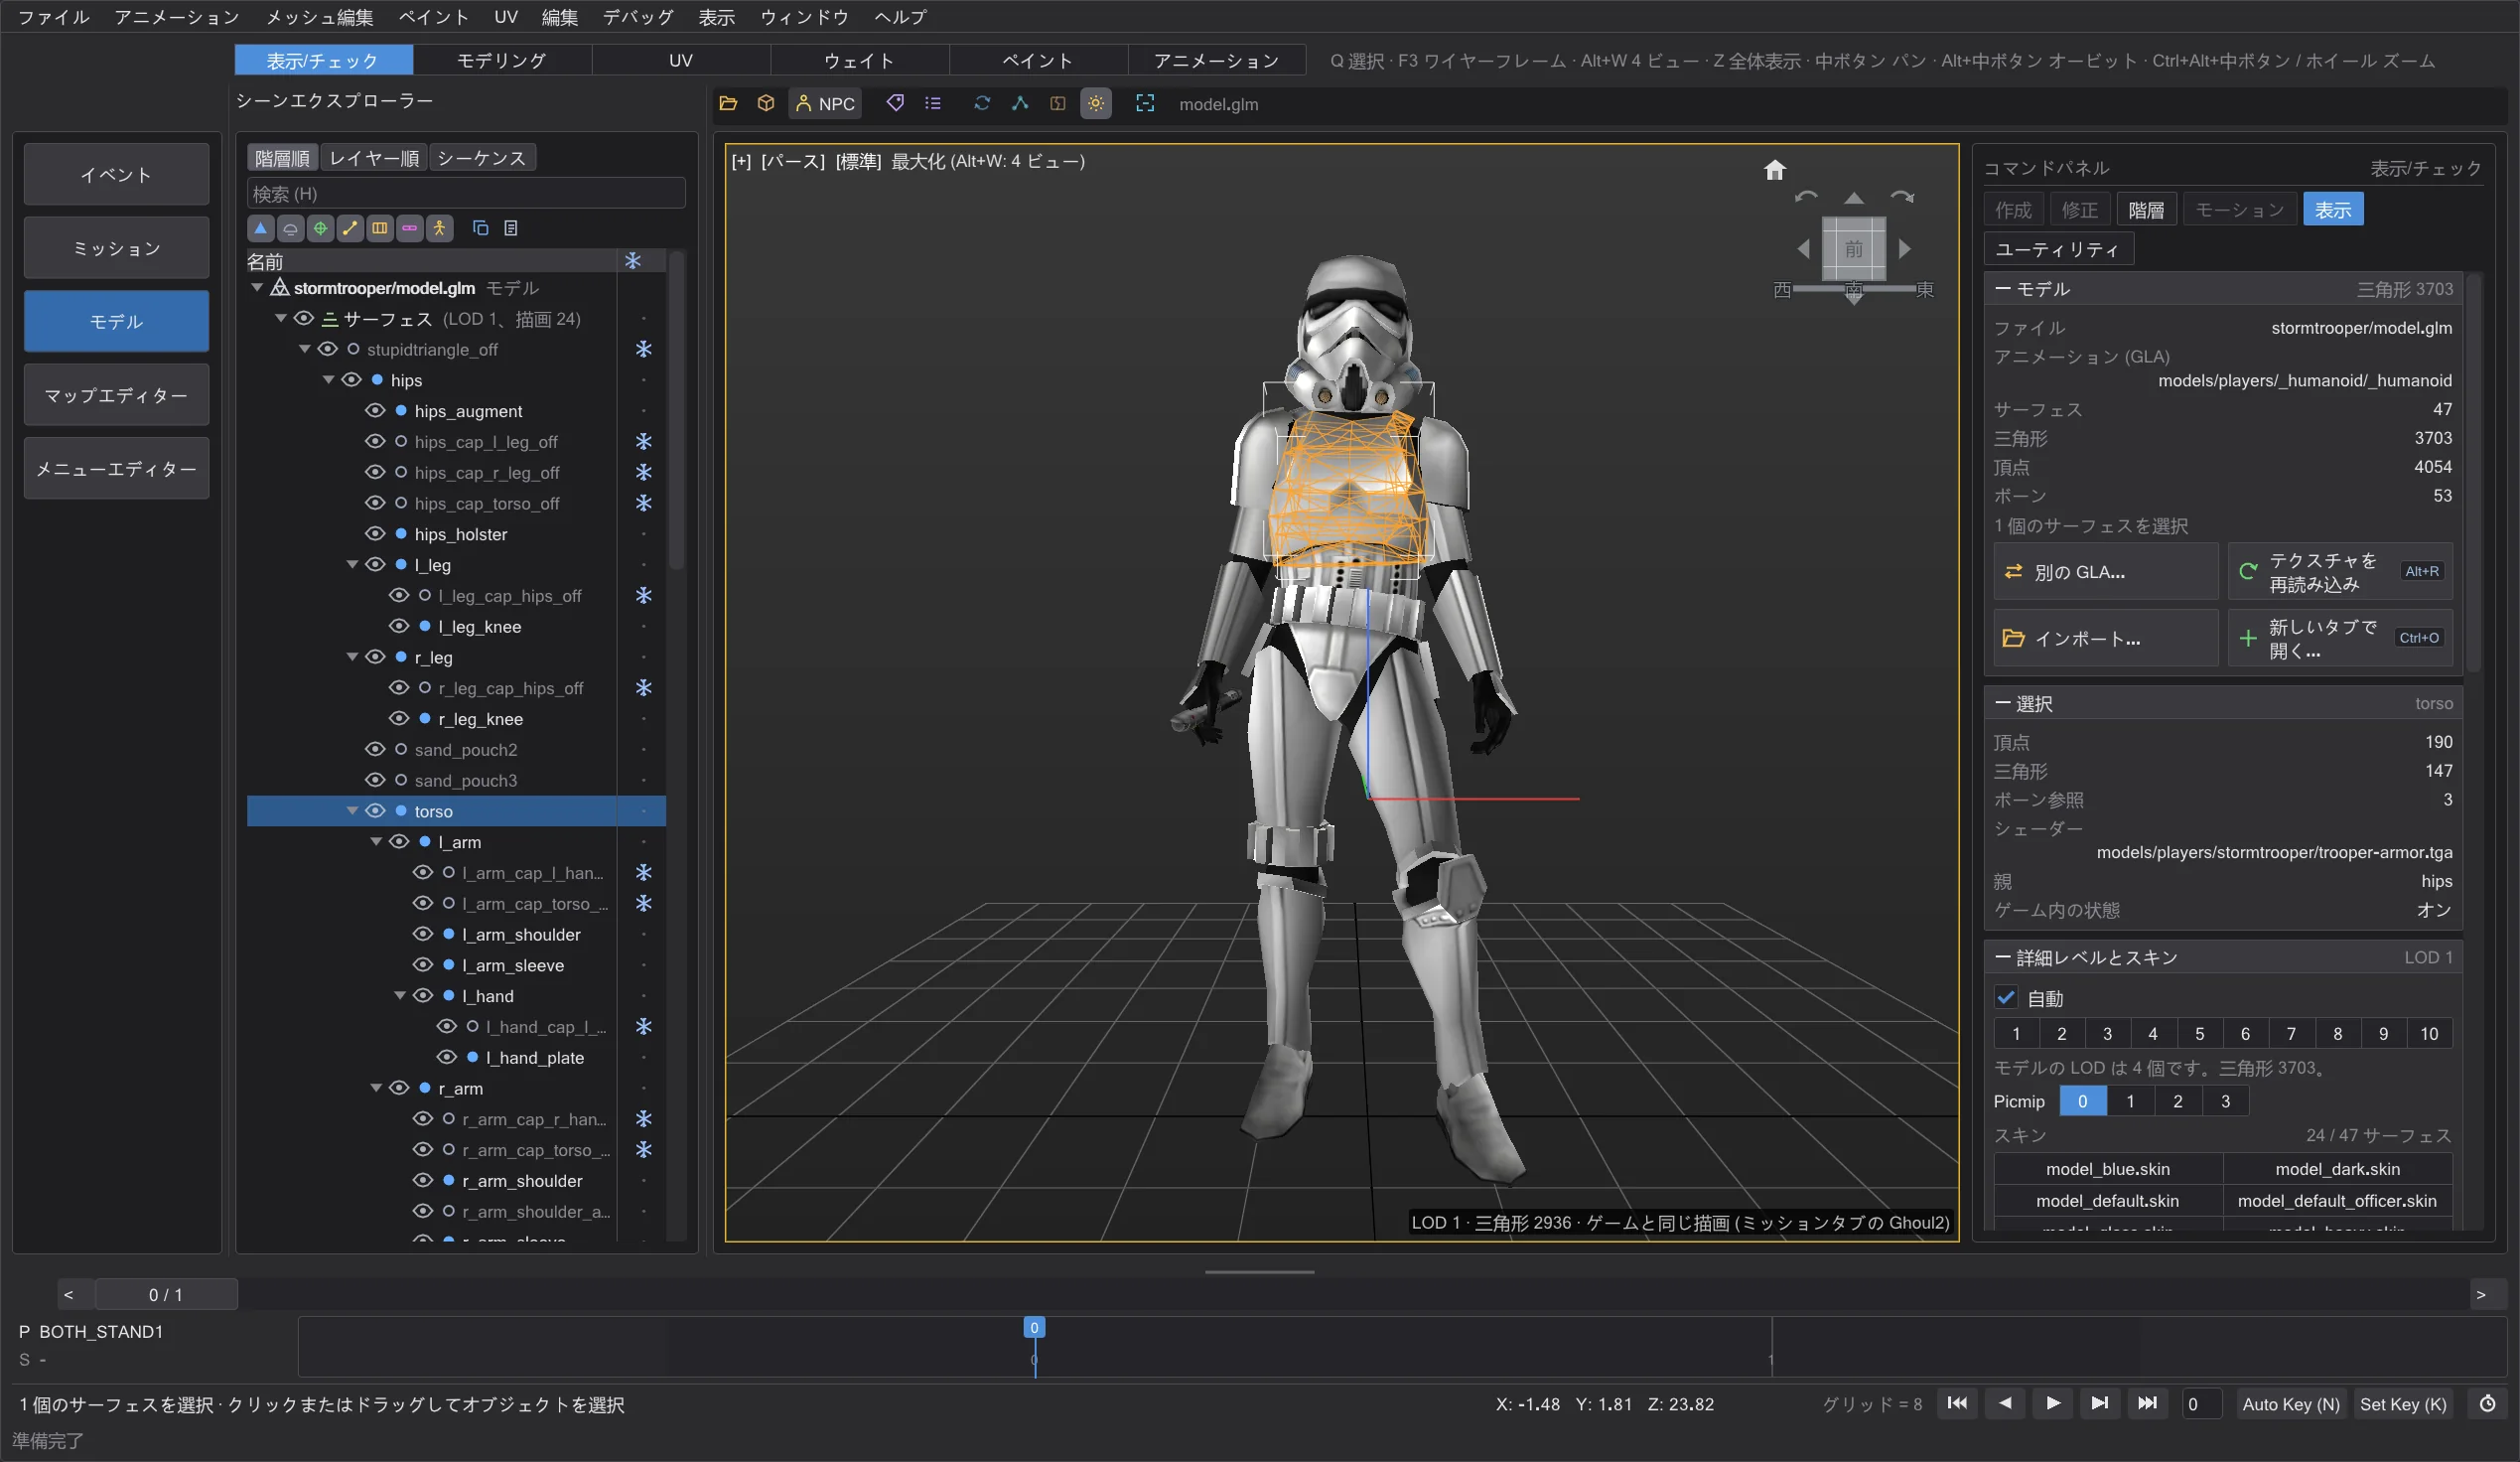 ファイル アニメーション メッシュ編集 ペイント UV 編集 デバッグ 表示 ウィンドウ ヘルプ
表示/チェック モデリング UV ウェイト ペイント アニメーション Q 選択 · F3 ワイヤーフレーム · Alt+W 4 ビュー · Z 全体表示 · 中ボタン パン · Alt+中ボタン オービット · Ctrl+Alt+中ボタン / ホイール ズーム
イベント
ミッション
モデル
マップエディター
メニューエディター
シーンエクスプローラー
階層順 レイヤー順 シーケンス
検索 (H)
名前
stormtrooper/model.glm モデル
サーフェス (LOD 1、描画 24)
stupidtriangle_off
hips
hips_augment
hips_cap_l_leg_off
hips_cap_r_leg_off
hips_cap_torso_off
hips_holster
l_leg
l_leg_cap_hips_off
l_leg_knee
r_leg
r_leg_cap_hips_off
r_leg_knee
sand_pouch2
sand_pouch3
torso
l_arm
l_arm_cap_l_han...
l_arm_cap_torso_...
l_arm_shoulder
l_arm_sleeve
l_hand
l_hand_cap_l_...
l_hand_plate
r_arm
r_arm_cap_r_han...
r_arm_cap_torso_...
r_arm_shoulder
r_arm_shoulder_a...
r_arm_sleeve
NPC model.glm
[+] [パース] [標準] 最大化 (Alt+W: 4 ビュー)
前
西 南 東
LOD 1 · 三角形 2936 · ゲームと同じ描画 (ミッションタブの Ghoul2)
コマンドパネル 表示/チェック
作成 修正 階層 モーション 表示
ユーティリティ
モデル 三角形 3703
ファイル stormtrooper/model.glm
アニメーション (GLA)
models/players/_humanoid/_humanoid
サーフェス 47
三角形 3703
頂点 4054
ボーン 53
1 個のサーフェスを選択
別の GLA...
テクスチャを再読み込み Alt+R
インポート...
新しいタブで開く... Ctrl+O
選択 torso
頂点 190
三角形 147
ボーン参照 3
シェーダー
models/players/stormtrooper/trooper-armor.tga
親 hips
ゲーム内の状態 オン
詳細レベルとスキン LOD 1
自動
1 2 3 4 5 6 7 8 9 10
モデルの LOD は 4 個です。三角形 3703。
Picmip 0 1 2 3
スキン 24 / 47 サーフェス
model_blue.skin model_dark.skin
model_default.skin model_default_officer.skin
< 0 / 1 >
P BOTH_STAND1
S -
0
0 1
1 個のサーフェスを選択 · クリックまたはドラッグしてオブジェクトを選択
X: -1.48 Y: 1.81 Z: 23.82 グリッド = 8 0 Auto Key (N) Set Key (K)
準備完了